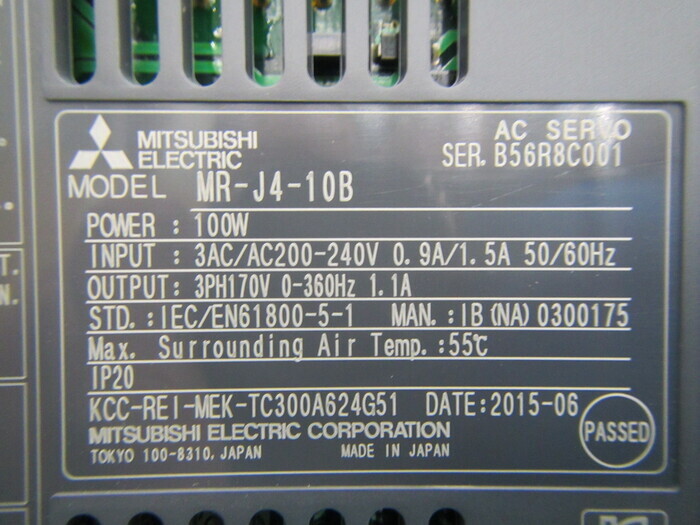 MITSUBISHI
ELECTRIC
AC SERVO
SER. B56R8C001
MODEL MR-J4-10B
POWER : 100W
INPUT : 3AC/AC200-240V 0.9A/1.5A 50/60Hz
OUTPUT: 3PH170V 0-360Hz 1.1A
STD.: IEC/EN61800-5-1 MAN.: IB(NA)0300175
Max. Surrounding Air Temp.:55℃
IP20
KCC-REI-MEK-TC300A624G51 DATE:2015-06
MITSUBISHI ELECTRIC CORPORATION
PASSED
TOKYO 100-8310, JAPAN MADE IN JAPAN